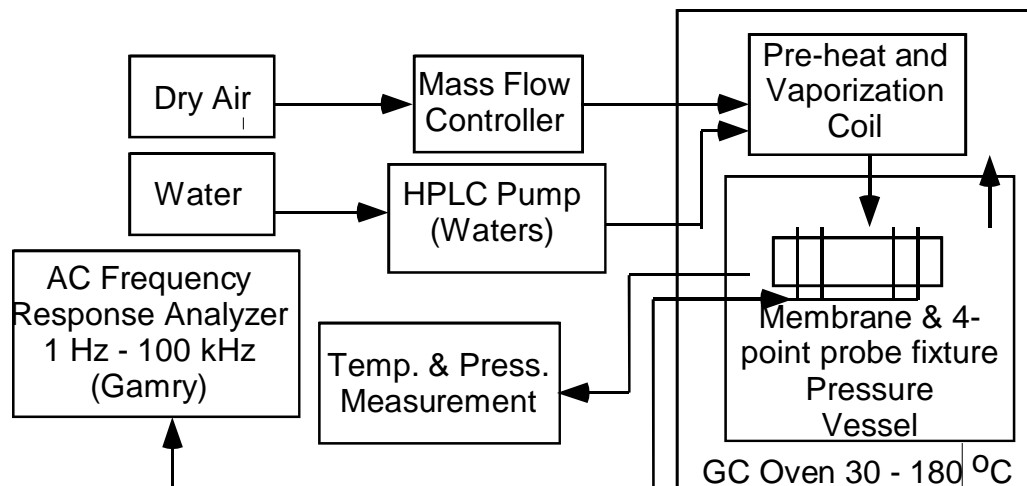 Dry Air
Mass Flow
Controller
Pre-heat and
Vaporization
Coil
Water
HPLC Pump
(Waters)
AC Frequency
Response Analyzer
1 Hz - 100 kHz
(Gamry)
Temp. & Press.
Measurement
Membrane & 4-
point probe fixture
Pressure
Vessel
GC Oven 30 - 180 ºC